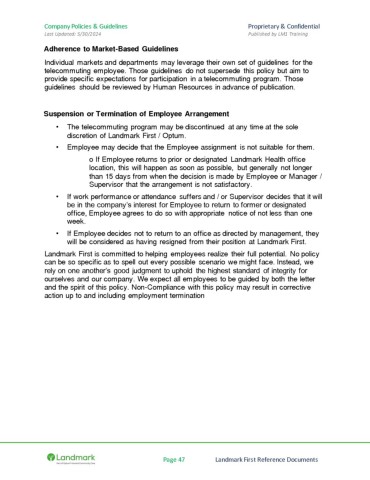 Company Policies & Guidelines Proprietary & Confidential
Last Updated: 5/30/2024 Published by LM1 Training
Adherence to Market-Based Guidelines
Individual markets and departments may leverage their own set of guidelines for the
telecommuting employee. Those guidelines do not supersede this policy but aim to
provide specific expectations for participation in a telecommuting program. Those
guidelines should be reviewed by Human Resources in advance of publication.
Suspension or Termination of Employee Arrangement
• The telecommuting program may be discontinued at any time at the sole
discretion of Landmark First / Optum.
• Employee may decide that the Employee assignment is not suitable for them.
o If Employee returns to prior or designated Landmark Health office
location, this will happen as soon as possible, but generally not longer
than 15 days from when the decision is made by Employee or Manager /
Supervisor that the arrangement is not satisfactory.
• If work performance or attendance suffers and / or Supervisor decides that it will
be in the company's interest for Employee to return to former or designated
office, Employee agrees to do so with appropriate notice of not less than one
week.
• If Employee decides not to return to an office as directed by management, they
will be considered as having resigned from their position at Landmark First.
Landmark First is committed to helping employees realize their full potential. No policy
can be so specific as to spell out every possible scenario we might face. Instead, we
rely on one another's good judgment to uphold the highest standard of integrity for
ourselves and our company. We expect all employees to be guided by both the letter
and the spirit of this policy. Non-Compliance with this policy may result in corrective
action up to and including employment termination
Landmark Page 47 Landmark First Reference Documents